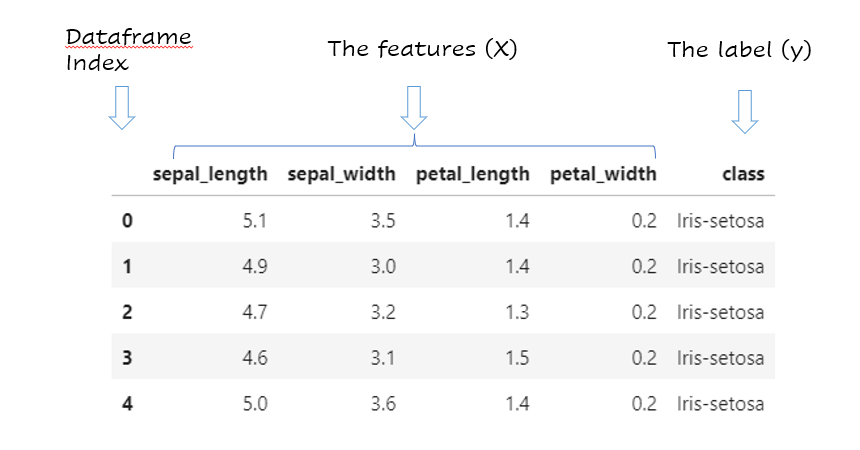 Dataframe
Index
The features (X)
The label (y)
sepal_length sepal_width petal_length petal_width class
0 5.1 3.5 1.4 0.2 Iris-setosa
1 4.9 3.0 1.4 0.2 Iris-setosa
2 4.7 3.2 1.3 0.2 Iris-setosa
3 4.6 3.1 1.5 0.2 Iris-setosa
4 5.0 3.6 1.4 0.2 Iris-setosa